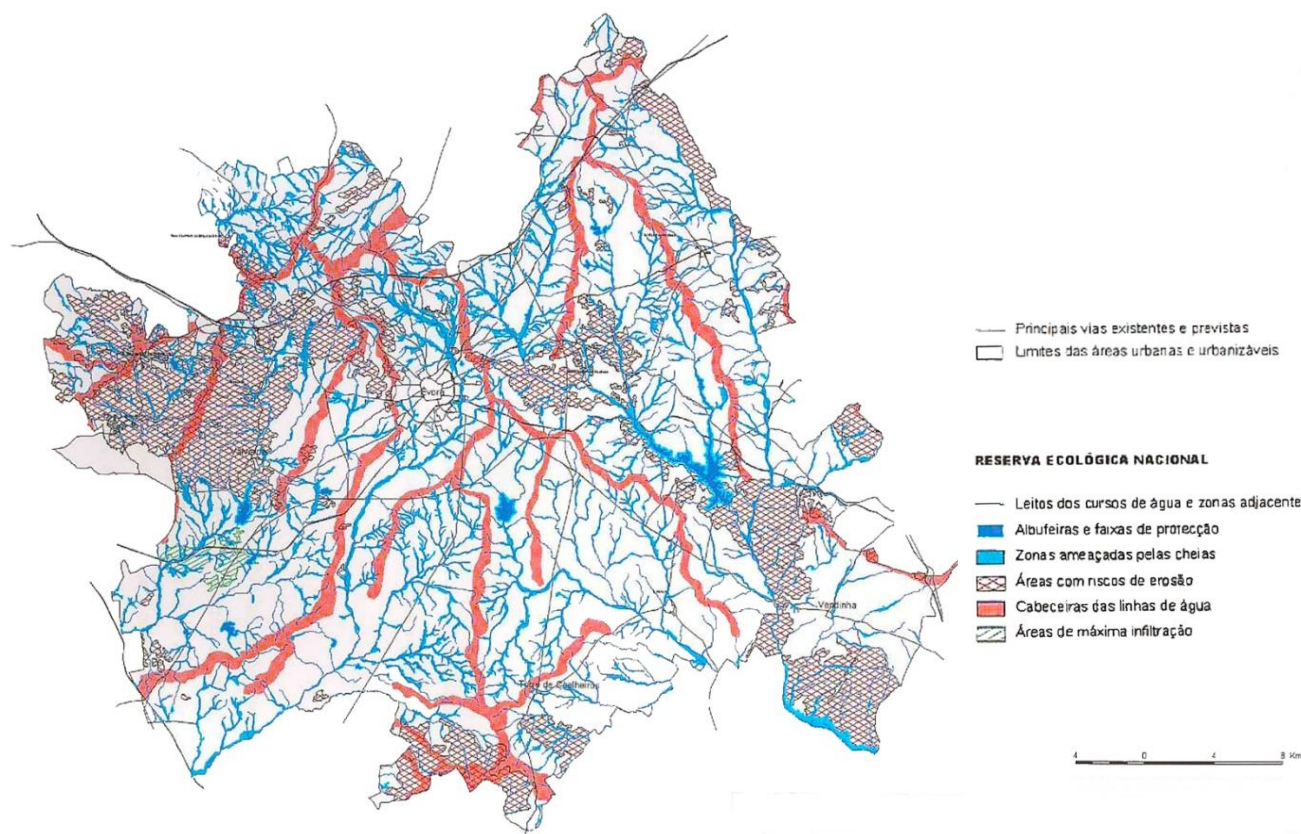 Évora
Vendinha
Torre de Coelheiros
Principais vias existentes e previstas
Limites das áreas urbanas e urbanizáveis
RESERVA ECOLÓGICA NACIONAL
Leitos dos cursos de água e zonas adjacente
Albufeiras e faixas de protecção
Zonas ameaçadas pelas cheias
Áreas com riscos de erosão
Cabeceiras das linhas de água
Áreas de máxima infiltração
4 0 4 8 Km